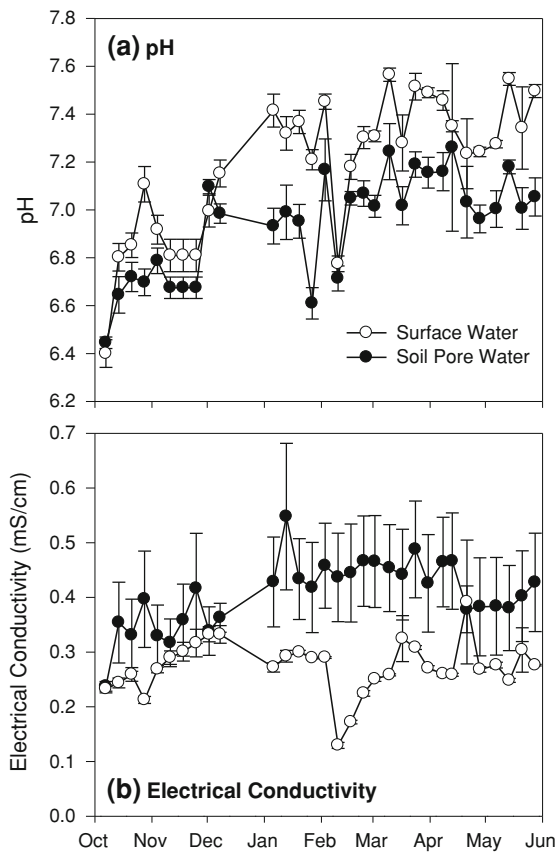 7.8
(a) pH
7.6
7.4
7.2
7.0
6.8
6.6
6.4
6.2
pH
Surface Water
Soil Pore Water
0.7
0.6
0.5
0.4
0.3
0.2
0.1
0.0
Electrical Conductivity (mS/cm)
(b) Electrical Conductivity
Oct Nov Dec Jan Feb Mar Apr May Jun